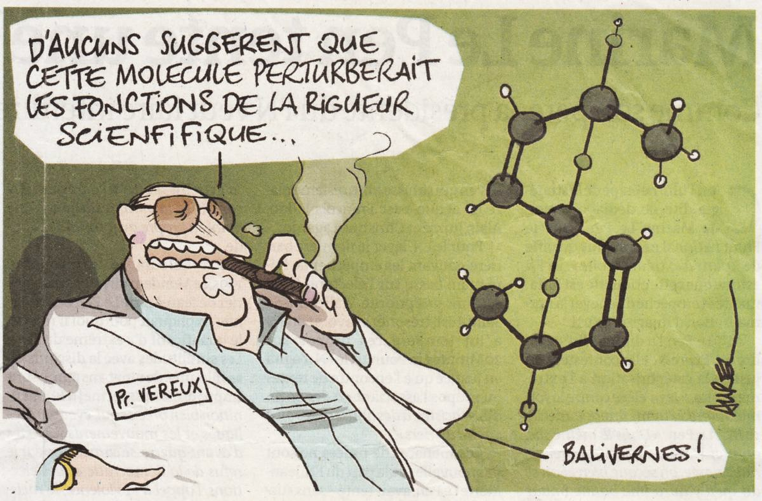 D'AUCUNS SUGGERENT QUE
CETTE MOLECULE PERTURBERAIT
LES FONCTIONS DE LA RIGUEUR
SCIENFIFIQUE...
Pr. VEREUX
BALIVERNES !
AUREL